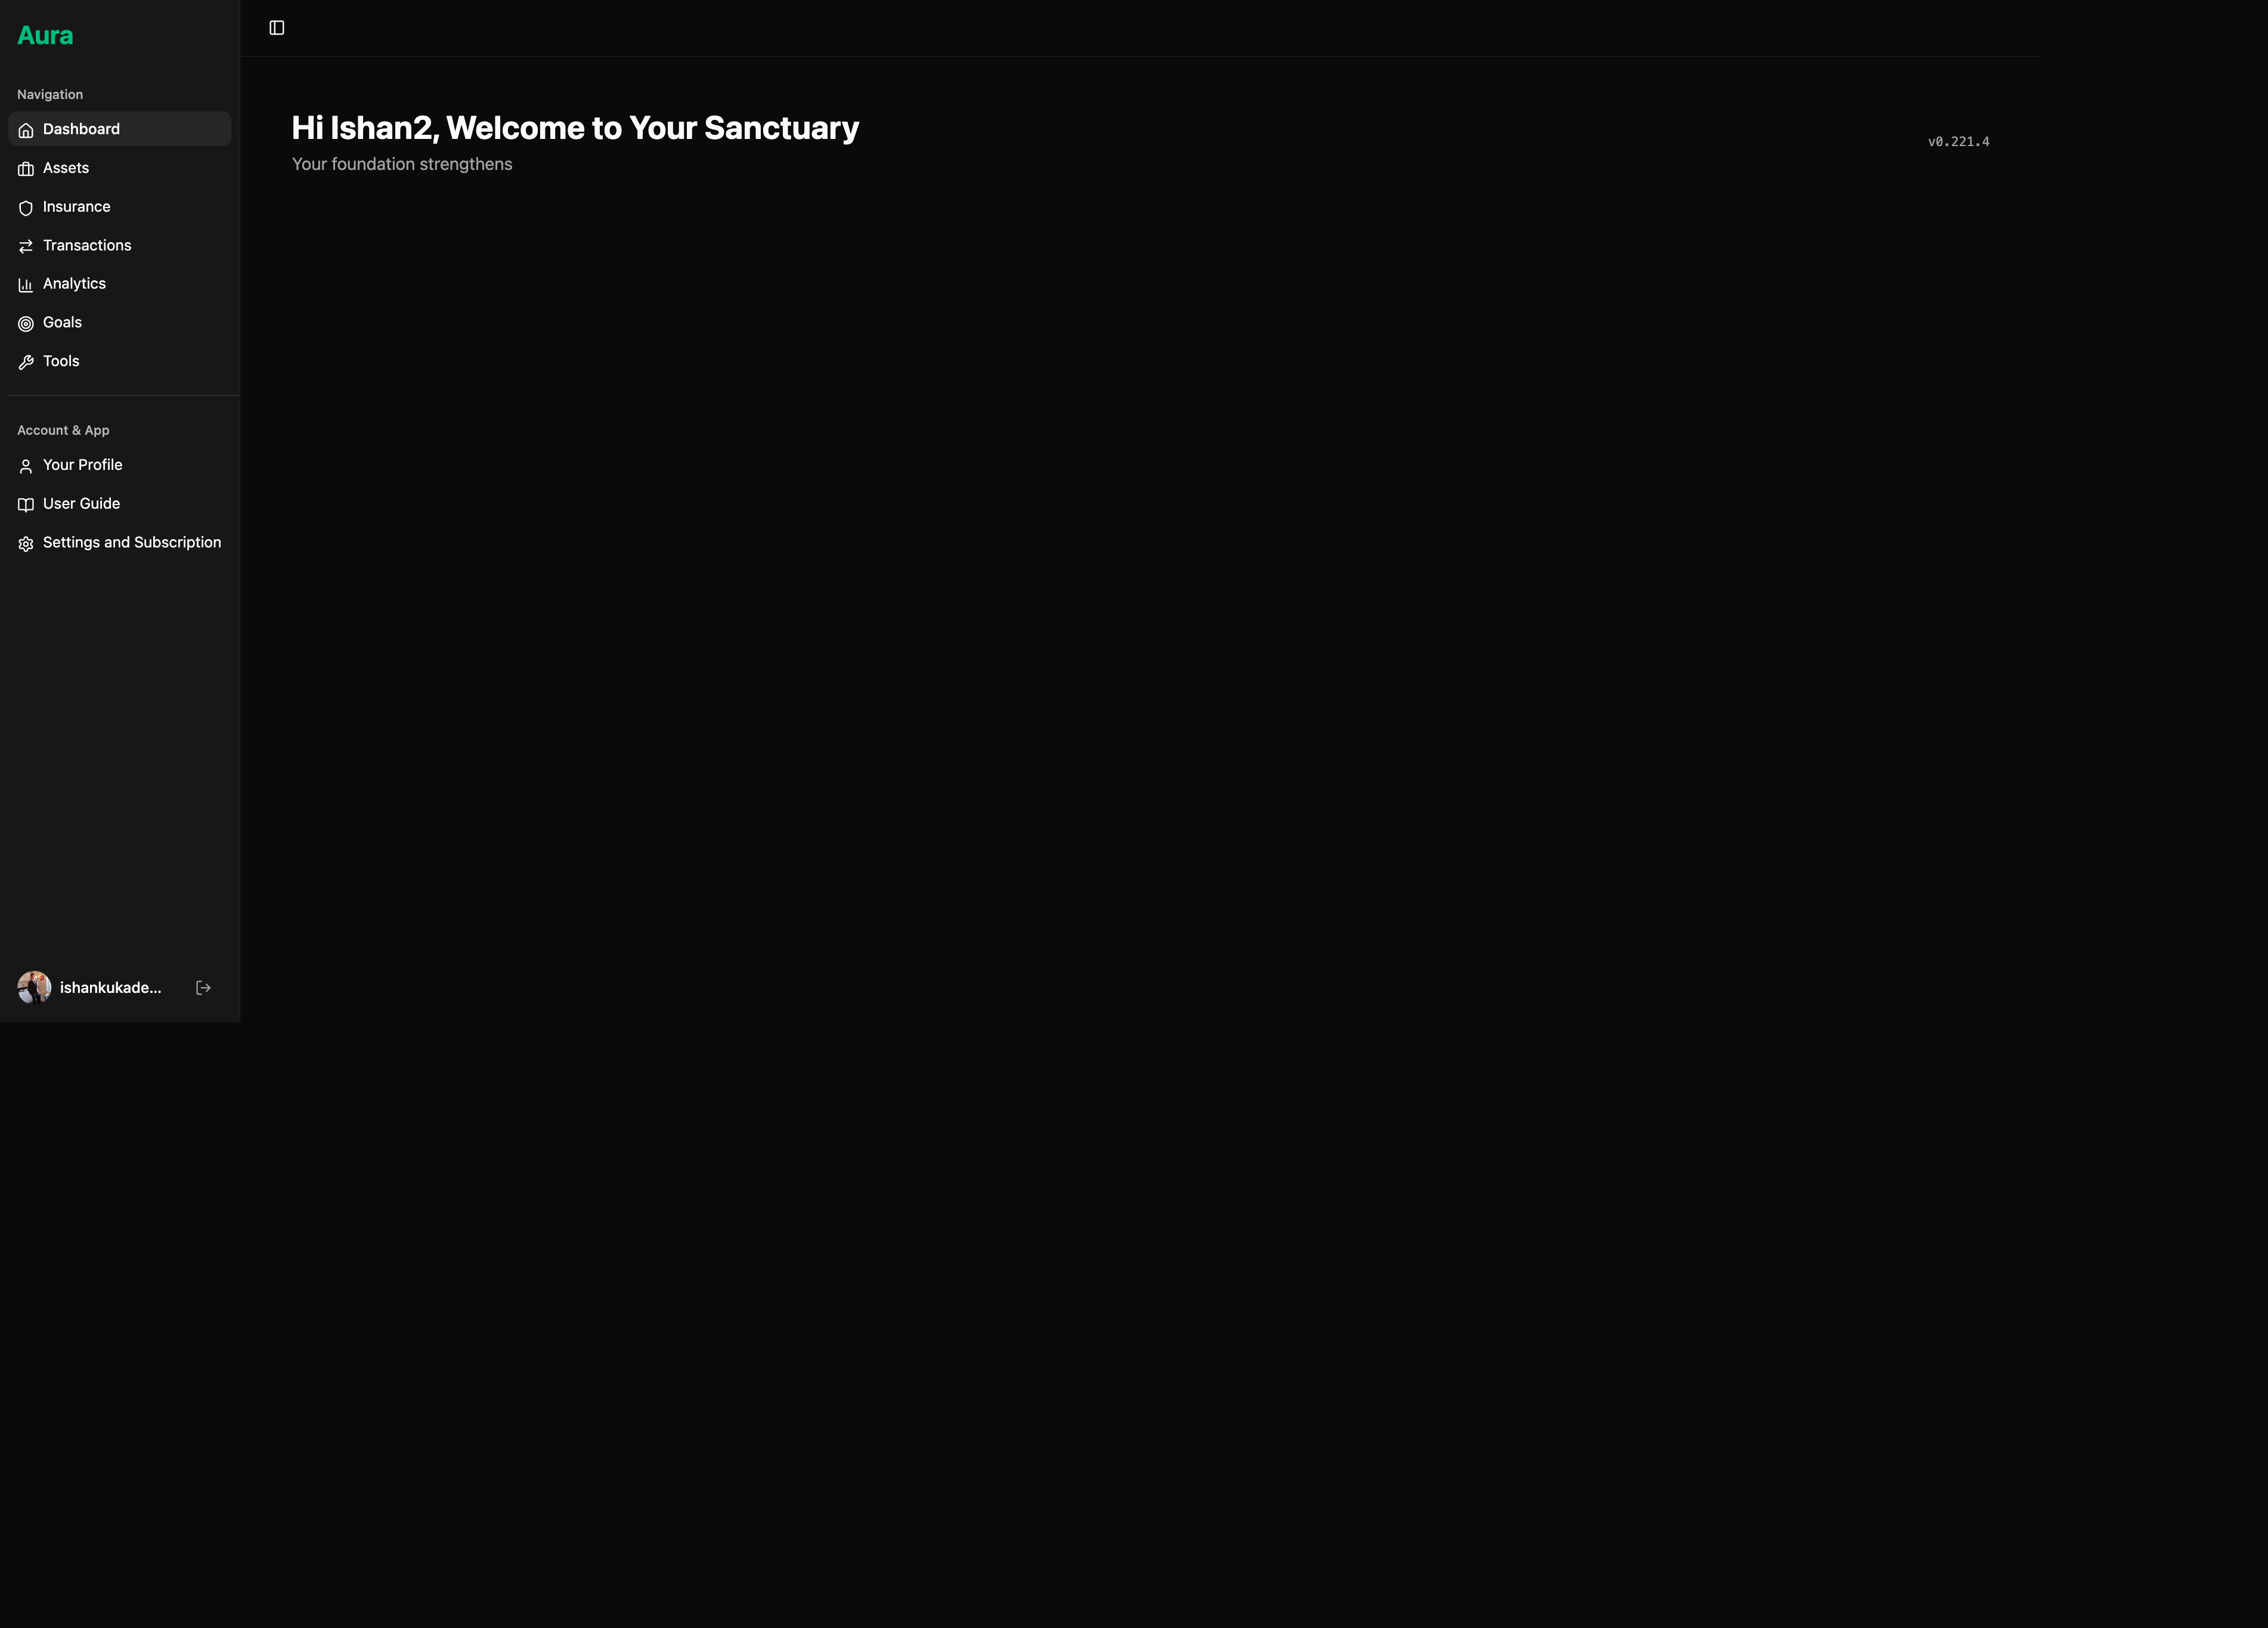 Aura
Navigation
Dashboard
Assets
Insurance
Transactions
Analytics
Goals
Tools
Account & App
Your Profile
User Guide
Settings and Subscription
ishankukade...
Hi Ishan2, Welcome to Your Sanctuary
Your foundation strengthens
v0.221.4